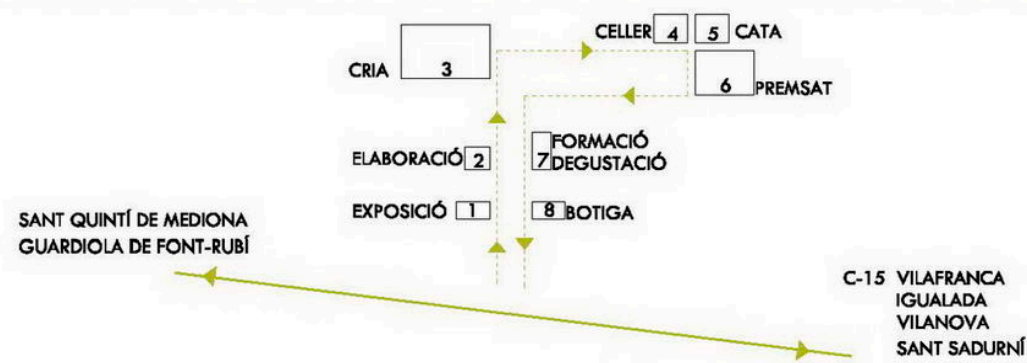 CELLER 4 5 CATA
CRIA 3
6 PREMSAT
ELABORACIÓ 2
7 FORMACIÓ
DEGUSTACIÓ
EXPOSICIÓ 1
8 BOTIGA
SANT QUINTÍ DE MEDIONA
GUARDIOLA DE FONT-RUBÍ
C-15 VILAFRANCA
IGUALADA
VILANOVA
SANT SADURNÍ